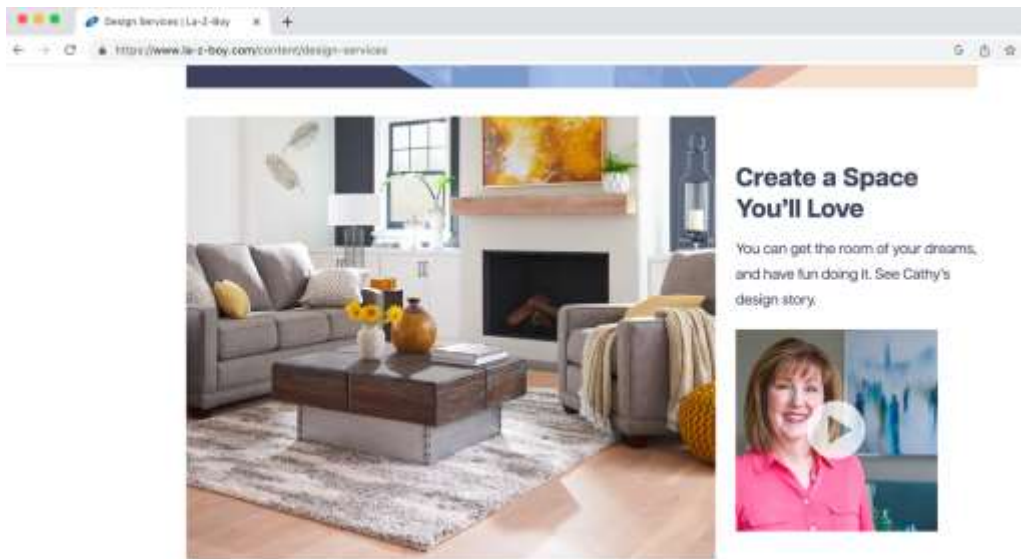 Design Services | La-Z-Boy
https://www.la-z-boy.com/content/design-services
Create a Space
You'll Love
You can get the room of your dreams,
and have fun doing it. See Cathy's
design story.